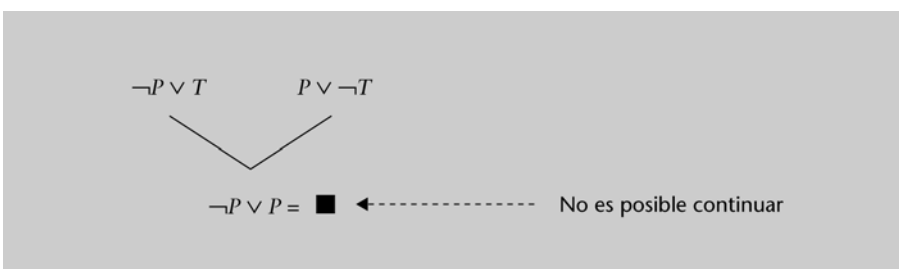 ¬P ∨ T P ∨ ¬T
¬P ∨ P = ■ No es posible continuar